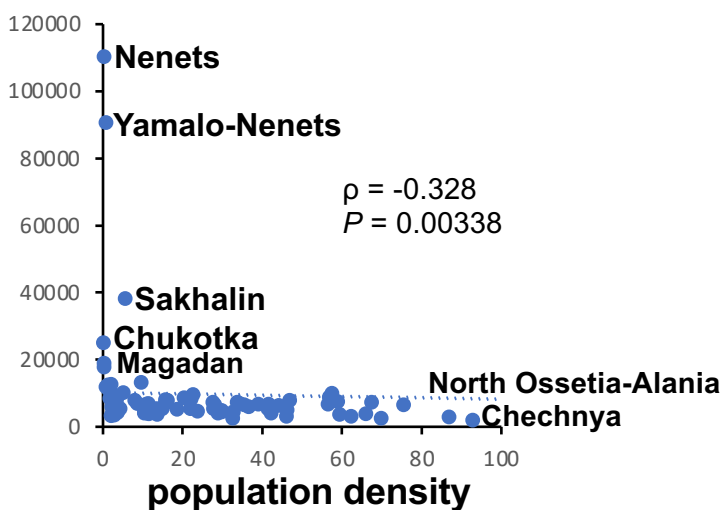 120000
Nenets
100000
Yamalo-Nenets
80000
ρ = -0.328
P = 0.00338
60000
40000
Sakhalin
Chukotka
20000
Magadan
North Ossetia-Alania
Chechnya
0
0 20 40 60 80 100
population density